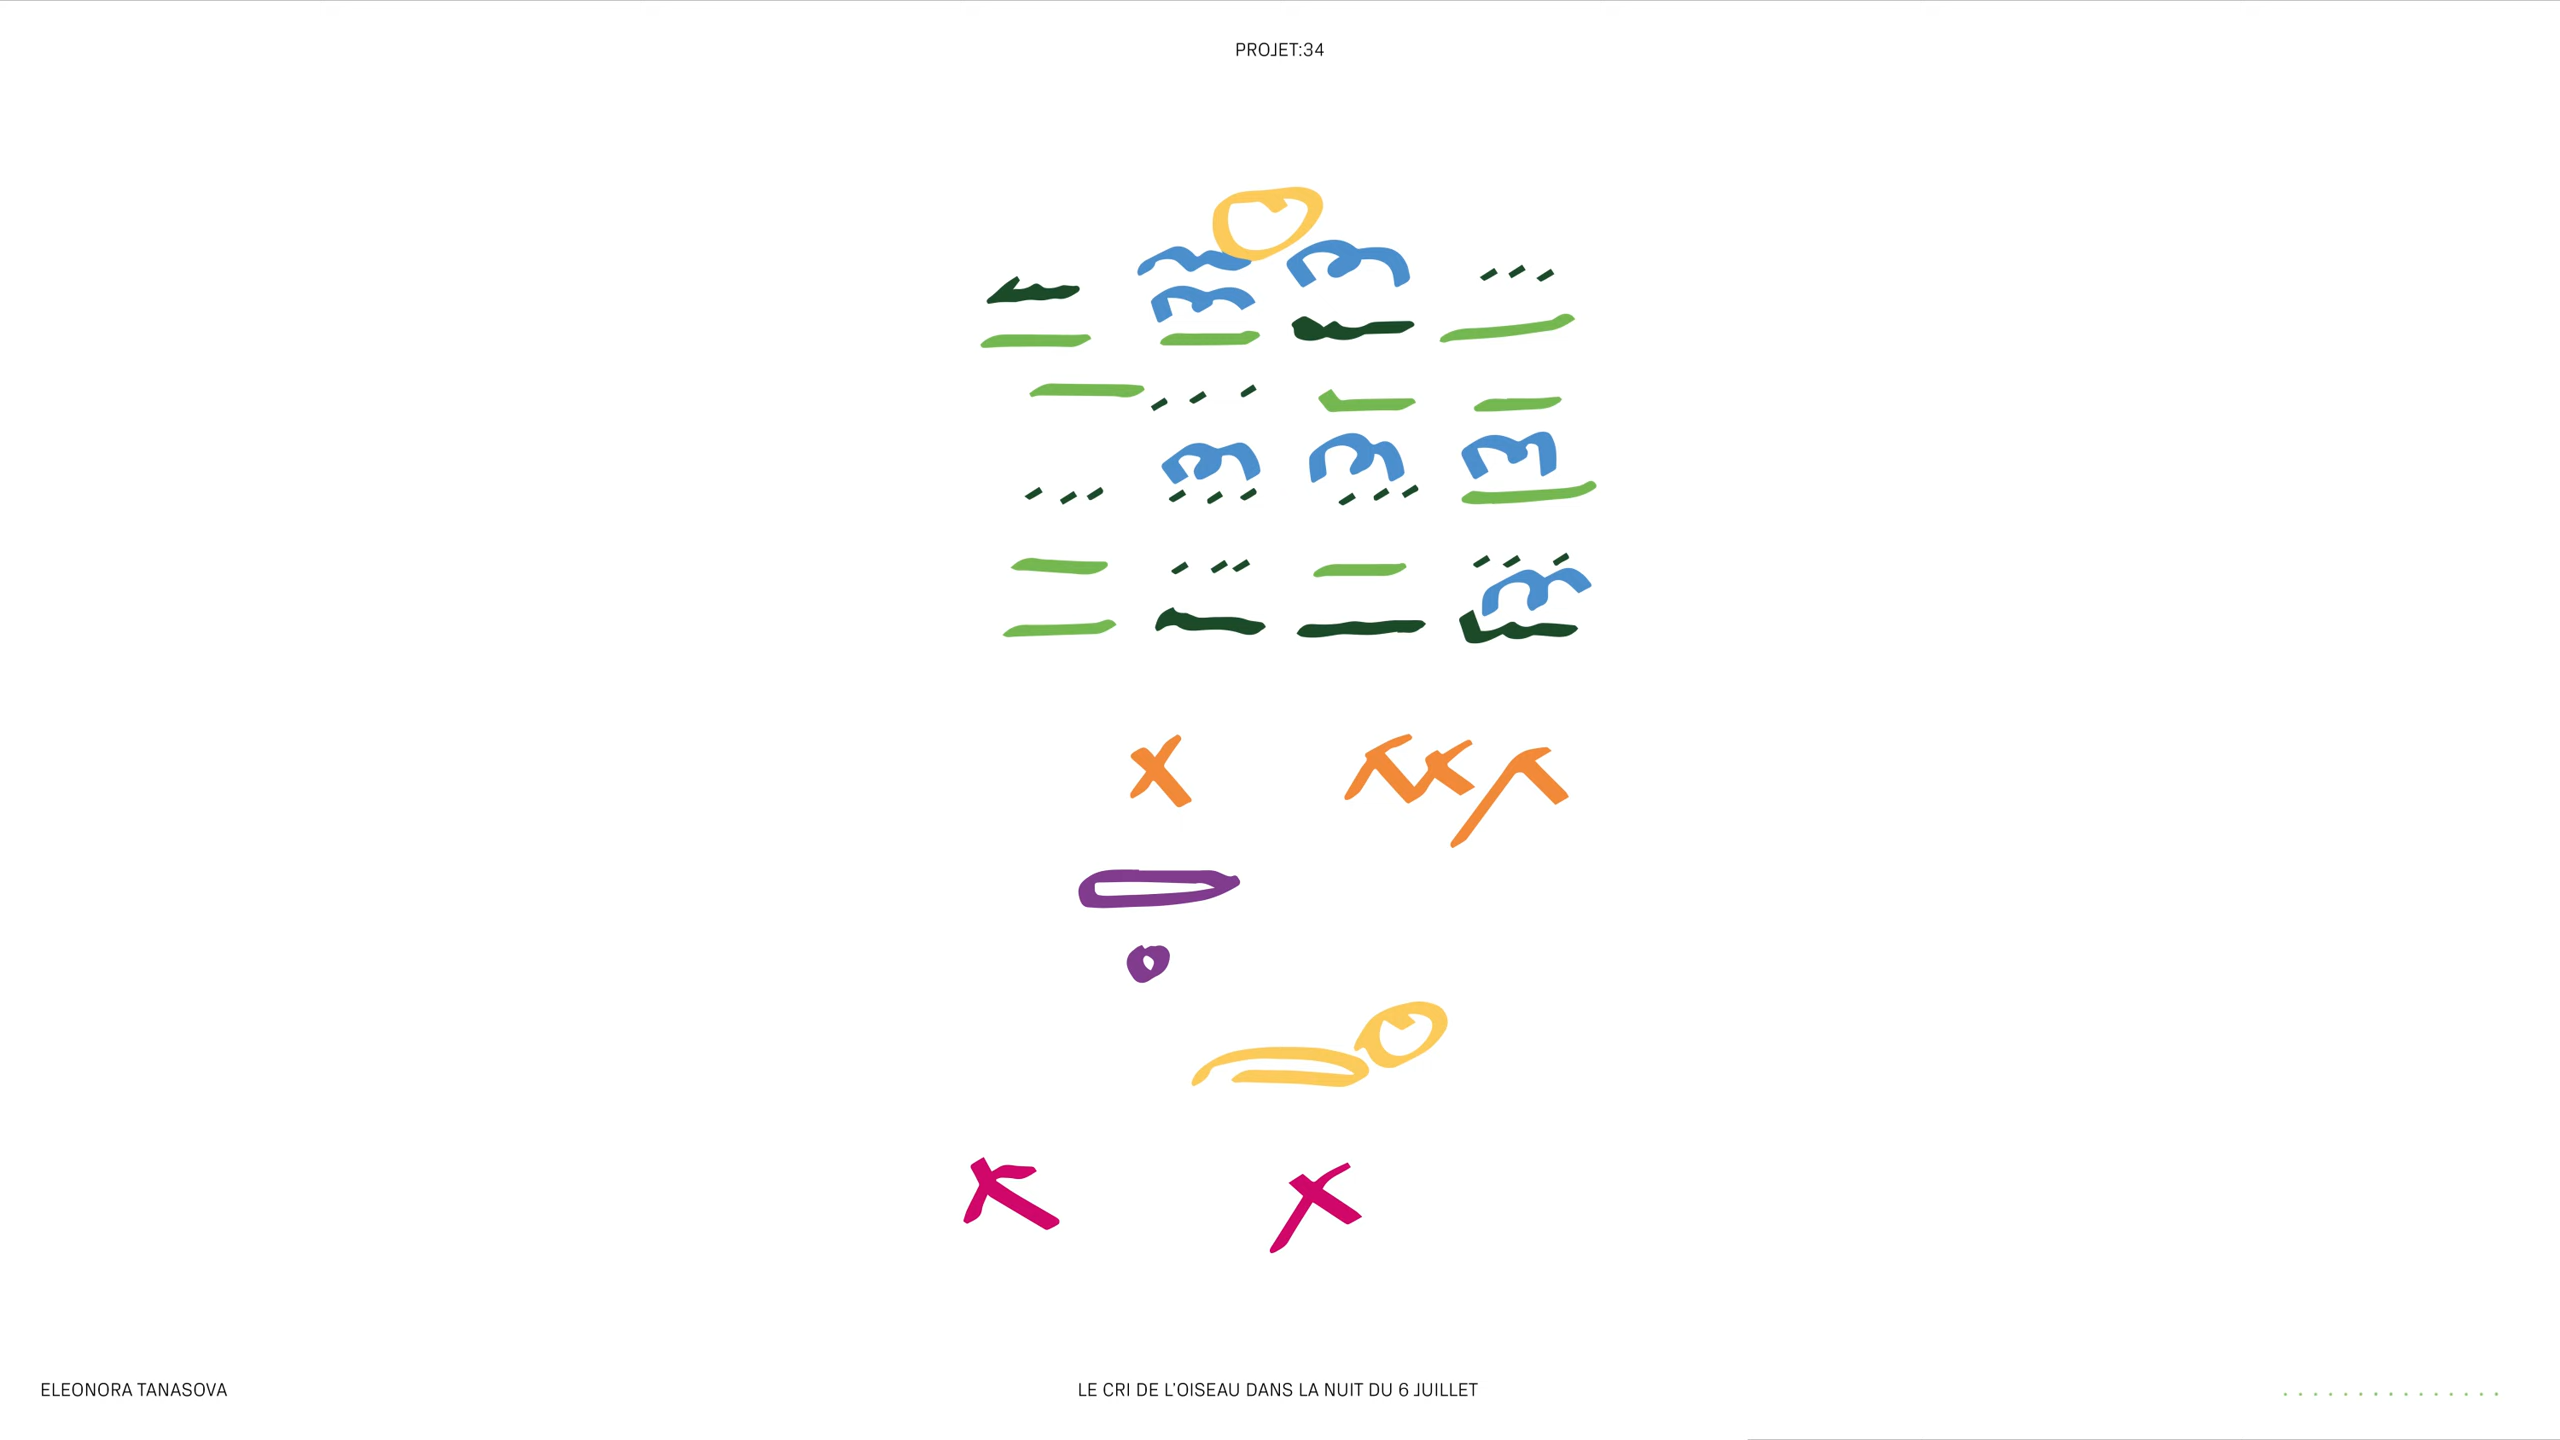 PROJET:34
ELEONORA TANASOVA
LE CRI DE L'OISEAU DANS LA NUIT DU 6 JUILLET